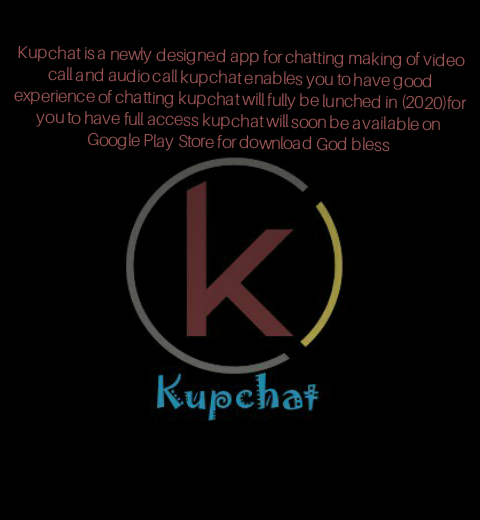 Kupchat is a newly designed app for chatting making of video
call and audio call kupchat enables you to have good
experience of chatting kupchat will fully be lunched in (2020)for
you to have full access kupchat will soon be available on
Google Play Store for download God bless
k
Kupchat